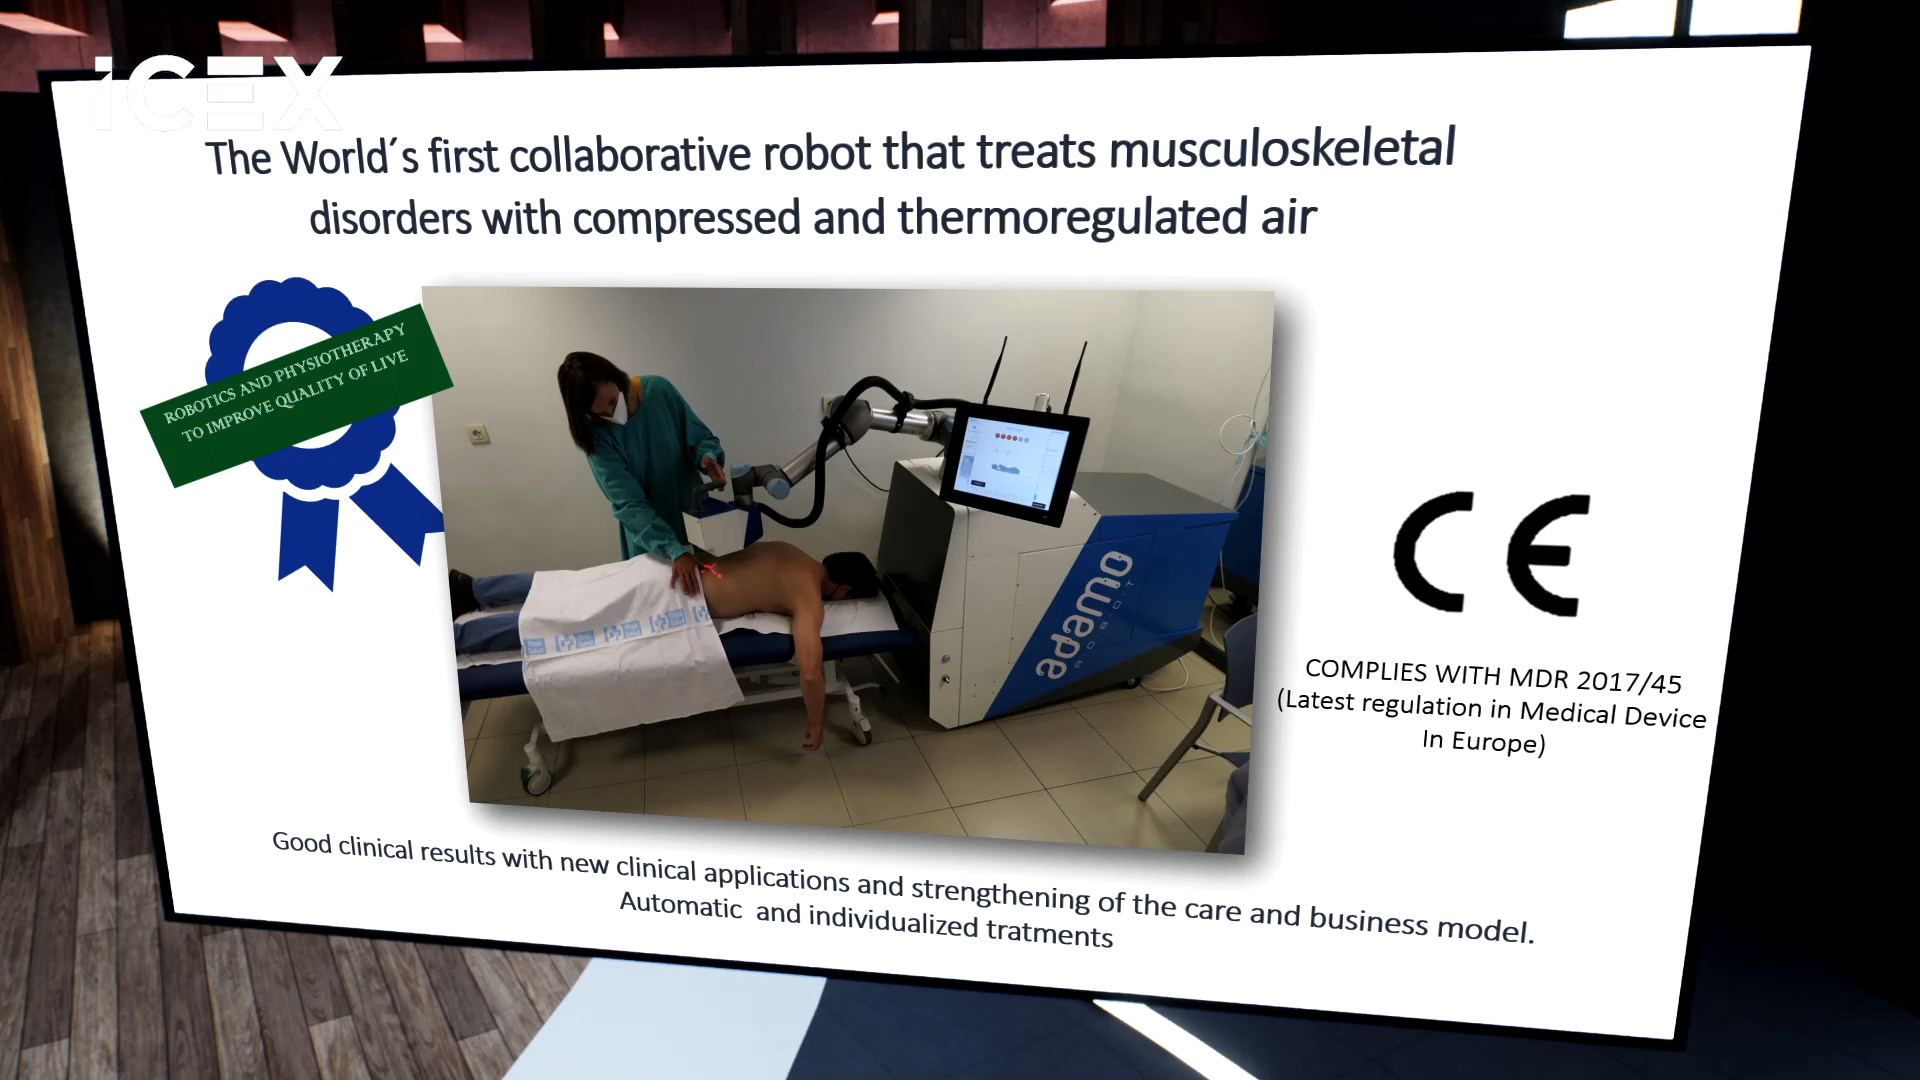 iCEX
The World´s first collaborative robot that treats musculoskeletal
disorders with compressed and thermoregulated air
ROBOTICS AND PHYSIOTHERAPY
TO IMPROVE QUALITY OF LIVE
adamo
R.O.B.O.T
CE
COMPLIES WITH MDR 2017/45
(Latest regulation in Medical Device
In Europe)
Good clinical results with new clinical applications and strengthening of the care and business model.
Automatic and individualized tratments